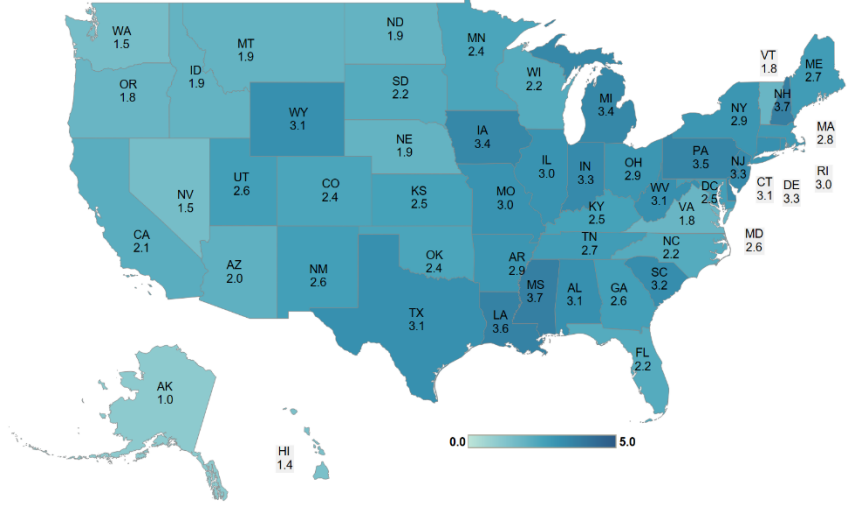 WA
1.5
OR
1.8
ID
1.9
MT
1.9
ND
1.9
MN
2.4
SD
2.2
WI
2.2
WY
3.1
NE
1.9
IA
3.4
MI
3.4
VT
1.8
ME
2.7
NH
3.7
NY
2.9
MA
2.8
PA
3.5
NJ
3.3
RI
3.0
CT
3.1
DE
3.3
MD
2.6
DC
2.5
NV
1.5
UT
2.6
CO
2.4
KS
2.5
MO
3.0
IL
3.0
IN
3.3
OH
2.9
WV
3.1
VA
1.8
KY
2.5
CA
2.1
AZ
2.0
NM
2.6
OK
2.4
AR
2.9
TN
2.7
NC
2.2
SC
3.2
TX
3.1
LA
3.6
MS
3.7
AL
3.1
GA
2.6
FL
2.2
AK
1.0
HI
1.4
0.0 5.0